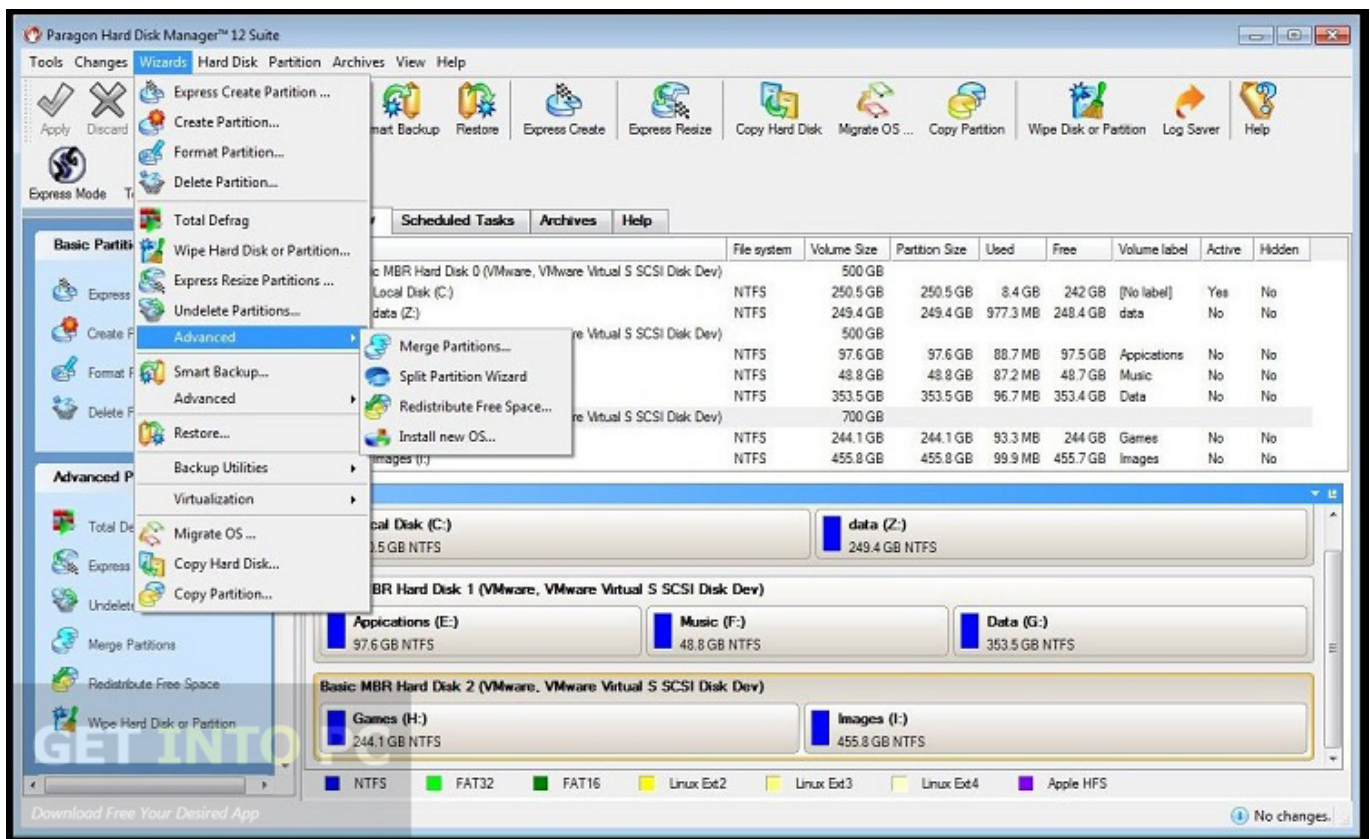 Paragon Hard Disk Manager™ 12 Suite
Tools Changes Wizards Hard Disk Partition Archives View Help
Apply Discard mart Backup Restore Express Create Express Resize Copy Hard Disk Migrate OS ... Copy Partition Wipe Disk or Partition Log Saver Help
Express Mode
Express Create Partition ...
Create Partition...
Format Partition...
Delete Partition...
Total Defrag
Wipe Hard Disk or Partition...
Express Resize Partitions ...
Undelete Partitions...
Advanced
Smart Backup...
Advanced
Restore...
Backup Utilities
Virtualization
Migrate OS ...
Copy Hard Disk...
Copy Partition...
Merge Partitions...
Split Partition Wizard
Redistribute Free Space...
Install new OS...
Scheduled Tasks Archives Help
Basic Partiti
Express
Create F
Format F
Delete F
Advanced P
Total De
Express
Undelete
Merge Partitions
Redistribute Free Space
Wipe Hard Disk or Partition
File system Volume Size Partition Size Used Free Volume label Active Hidden
c MBR Hard Disk 0 (VMware, VMware Virtual S SCSI Disk Dev) 500 GB
Local Disk (C:) NTFS 250.5 GB 250.5 GB 8.4 GB 242 GB [No label] Yes No
data (Z:) NTFS 249.4 GB 249.4 GB 977.3 MB 248.4 GB data No No
re Virtual S SCSI Disk Dev) 500 GB
NTFS 97.6 GB 97.6 GB 88.7 MB 97.5 GB Appications No No
NTFS 48.8 GB 48.8 GB 87.2 MB 48.7 GB Music No No
NTFS 353.5 GB 353.5 GB 96.7 MB 353.4 GB Data No No
re Virtual S SCSI Disk Dev) 700 GB
NTFS 244.1 GB 244.1 GB 93.3 MB 244 GB Games No No
Images (I:) NTFS 455.8 GB 455.8 GB 99.9 MB 455.7 GB Images No No
cal Disk (C:)
.5 GB NTFS
data (Z:)
249.4 GB NTFS
MBR Hard Disk 1 (VMware, VMware Virtual S SCSI Disk Dev)
Appications (E:)
97.6 GB NTFS
Music (F:)
48.8 GB NTFS
Data (G:)
353.5 GB NTFS
Basic MBR Hard Disk 2 (VMware, VMware Virtual S SCSI Disk Dev)
Games (H:)
244.1 GB NTFS
Images (I:)
455.8 GB NTFS
NTFS FAT32 FAT16 Linux Ext2 Linux Ext3 Linux Ext4 Apple HFS
GET INTO PC
Download Free Your Desired App
No changes.